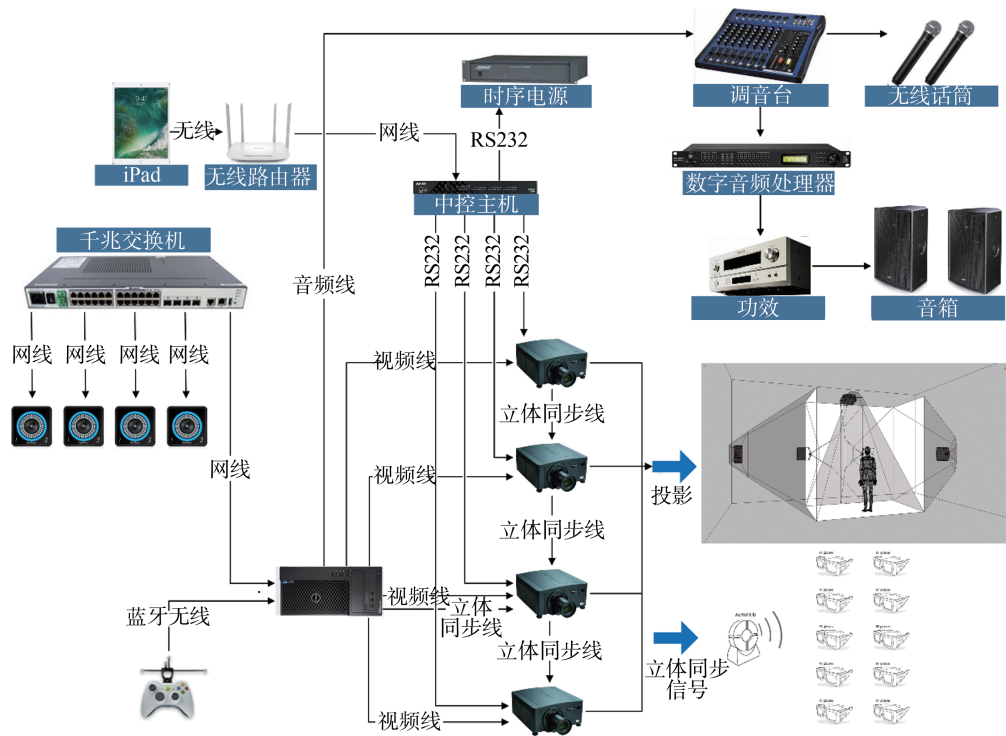 时序电源
调音台
无线话筒
无线
网线
RS232
iPad
无线路由器
数字音频处理器
中控主机
千兆交换机
RS232
RS232
RS232
RS232
音频线
功效
音箱
网线
网线
网线
网线
视频线
立体同步线
网线
视频线
投影
立体同步线
视频线
立体
同步线
蓝牙无线
立体同步线
立体同步
信号
视频线